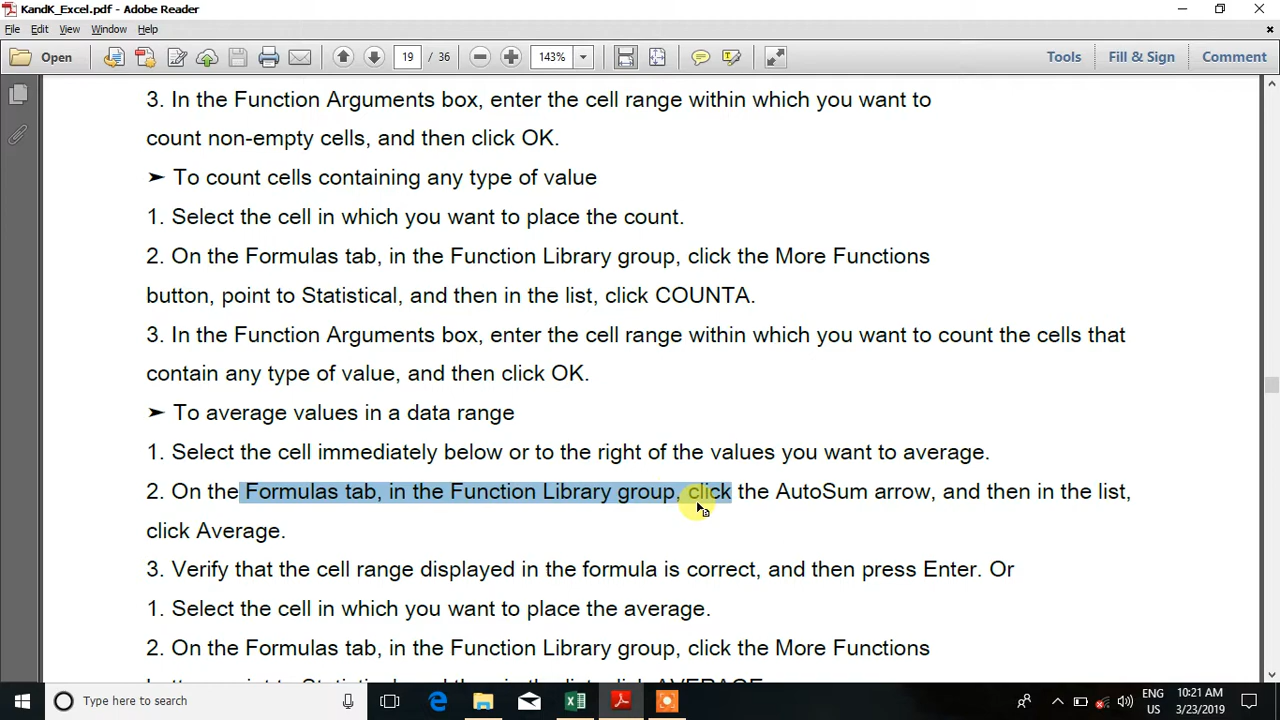 KandK_Excel.pdf - Adobe Reader
File Edit View Window Help
Open 19 / 36 143% Tools Fill & Sign Comment
3. In the Function Arguments box, enter the cell range within which you want to
count non-empty cells, and then click OK.
➤ To count cells containing any type of value
1. Select the cell in which you want to place the count.
2. On the Formulas tab, in the Function Library group, click the More Functions
button, point to Statistical, and then in the list, click COUNTA.
3. In the Function Arguments box, enter the cell range within which you want to count the cells that
contain any type of value, and then click OK.
➤ To average values in a data range
1. Select the cell immediately below or to the right of the values you want to average.
2. On the Formulas tab, in the Function Library group, click the AutoSum arrow, and then in the list,
click Average.
3. Verify that the cell range displayed in the formula is correct, and then press Enter. Or
1. Select the cell in which you want to place the average.
2. On the Formulas tab, in the Function Library group, click the More Functions
Type here to search ENG US 10:21 AM 3/23/2019